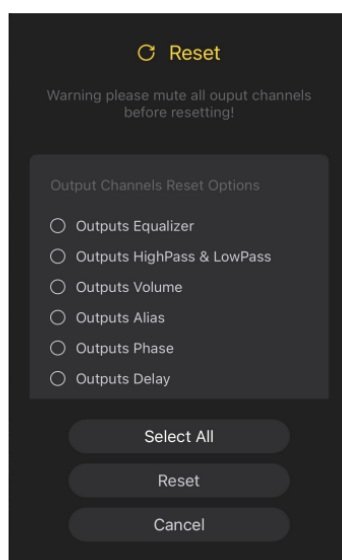 Reset
Warning please mute all ouput channels
before resetting!
Output Channels Reset Options
Outputs Equalizer
Outputs HighPass & LowPass
Outputs Volume
Outputs Alias
Outputs Phase
Outputs Delay
Select All
Reset
Cancel